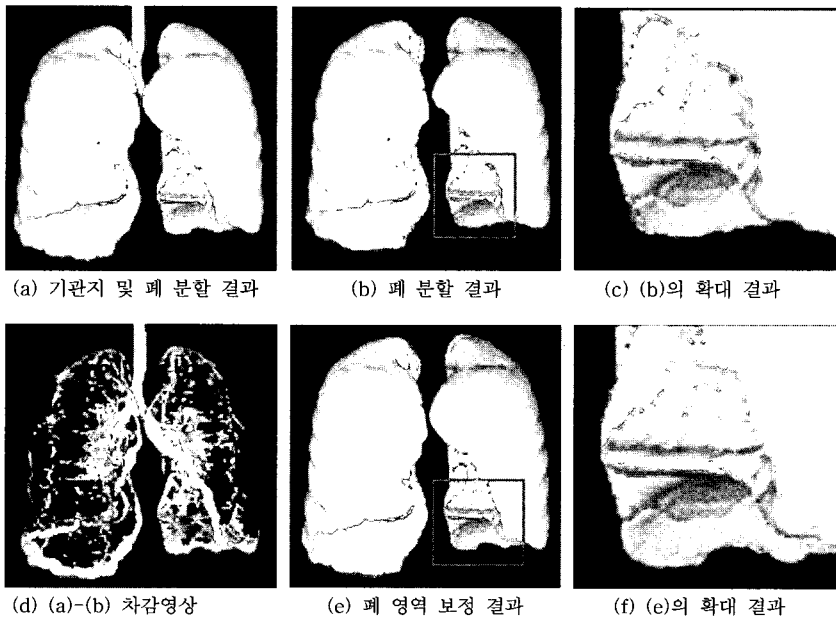 (a) 기관지 및 폐 분할 결과
(b) 폐 분할 결과
(c) (b)의 확대 결과
(d) (a)-(b) 차감영상
(e) 폐 영역 보정 결과
(f) (e)의 확대 결과